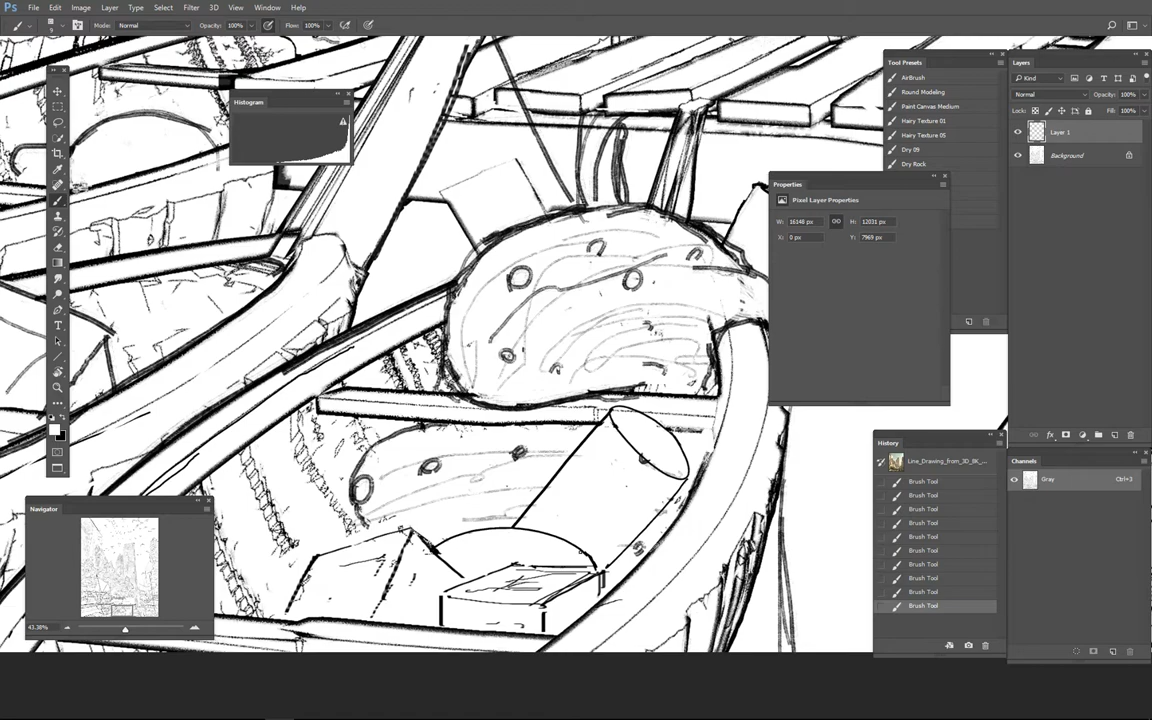 Ps File Edit Image Layer Type Select Filter 3D View Window Help
9 Mode: Normal Opacity: 100% Flow: 100%
Histogram
Tool Presets
AirBrush
Round Modeling
Paint Canvas Medium
Hairy Texture 01
Hairy Texture 05
Dry 09
Dry Rock
Properties
Pixel Layer Properties
W: 16148 px H: 12031 px
X: 0 px Y: 7969 px
Layers
Kind
Normal Opacity: 100%
Lock: Fill: 100%
Layer 1
Background
History
Line_Drawing_from_3D_8K_...
Brush Tool
Brush Tool
Brush Tool
Brush Tool
Brush Tool
Brush Tool
Brush Tool
Brush Tool
Brush Tool
Brush Tool
Channels
Gray Ctrl+3
Navigator
43.38%